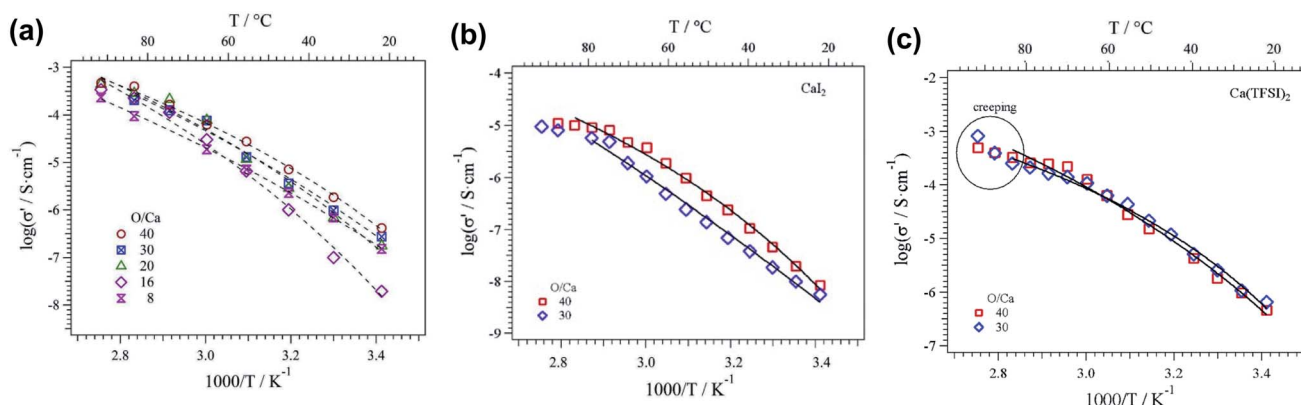 (a)
T / °C
80 60 40 20
-3
-4
-5
-6
-7
-8
log(σ' / S·cm⁻¹)
O/Ca
40
30
20
16
8
2.8 3.0 3.2 3.4
1000/T / K⁻¹
(b)
T / °C
80 60 40 20
CaI₂
-4
-5
-6
-7
-8
-9
log(σ' / S·cm⁻¹)
O/Ca
40
30
2.8 3.0 3.2 3.4
1000/T / K⁻¹
(c)
T / °C
80 60 40 20
Ca(TFSI)₂
creeping
-2
-3
-4
-5
-6
-7
log(σ' / S·cm⁻¹)
O/Ca
40
30
2.8 3.0 3.2 3.4
1000/T / K⁻¹